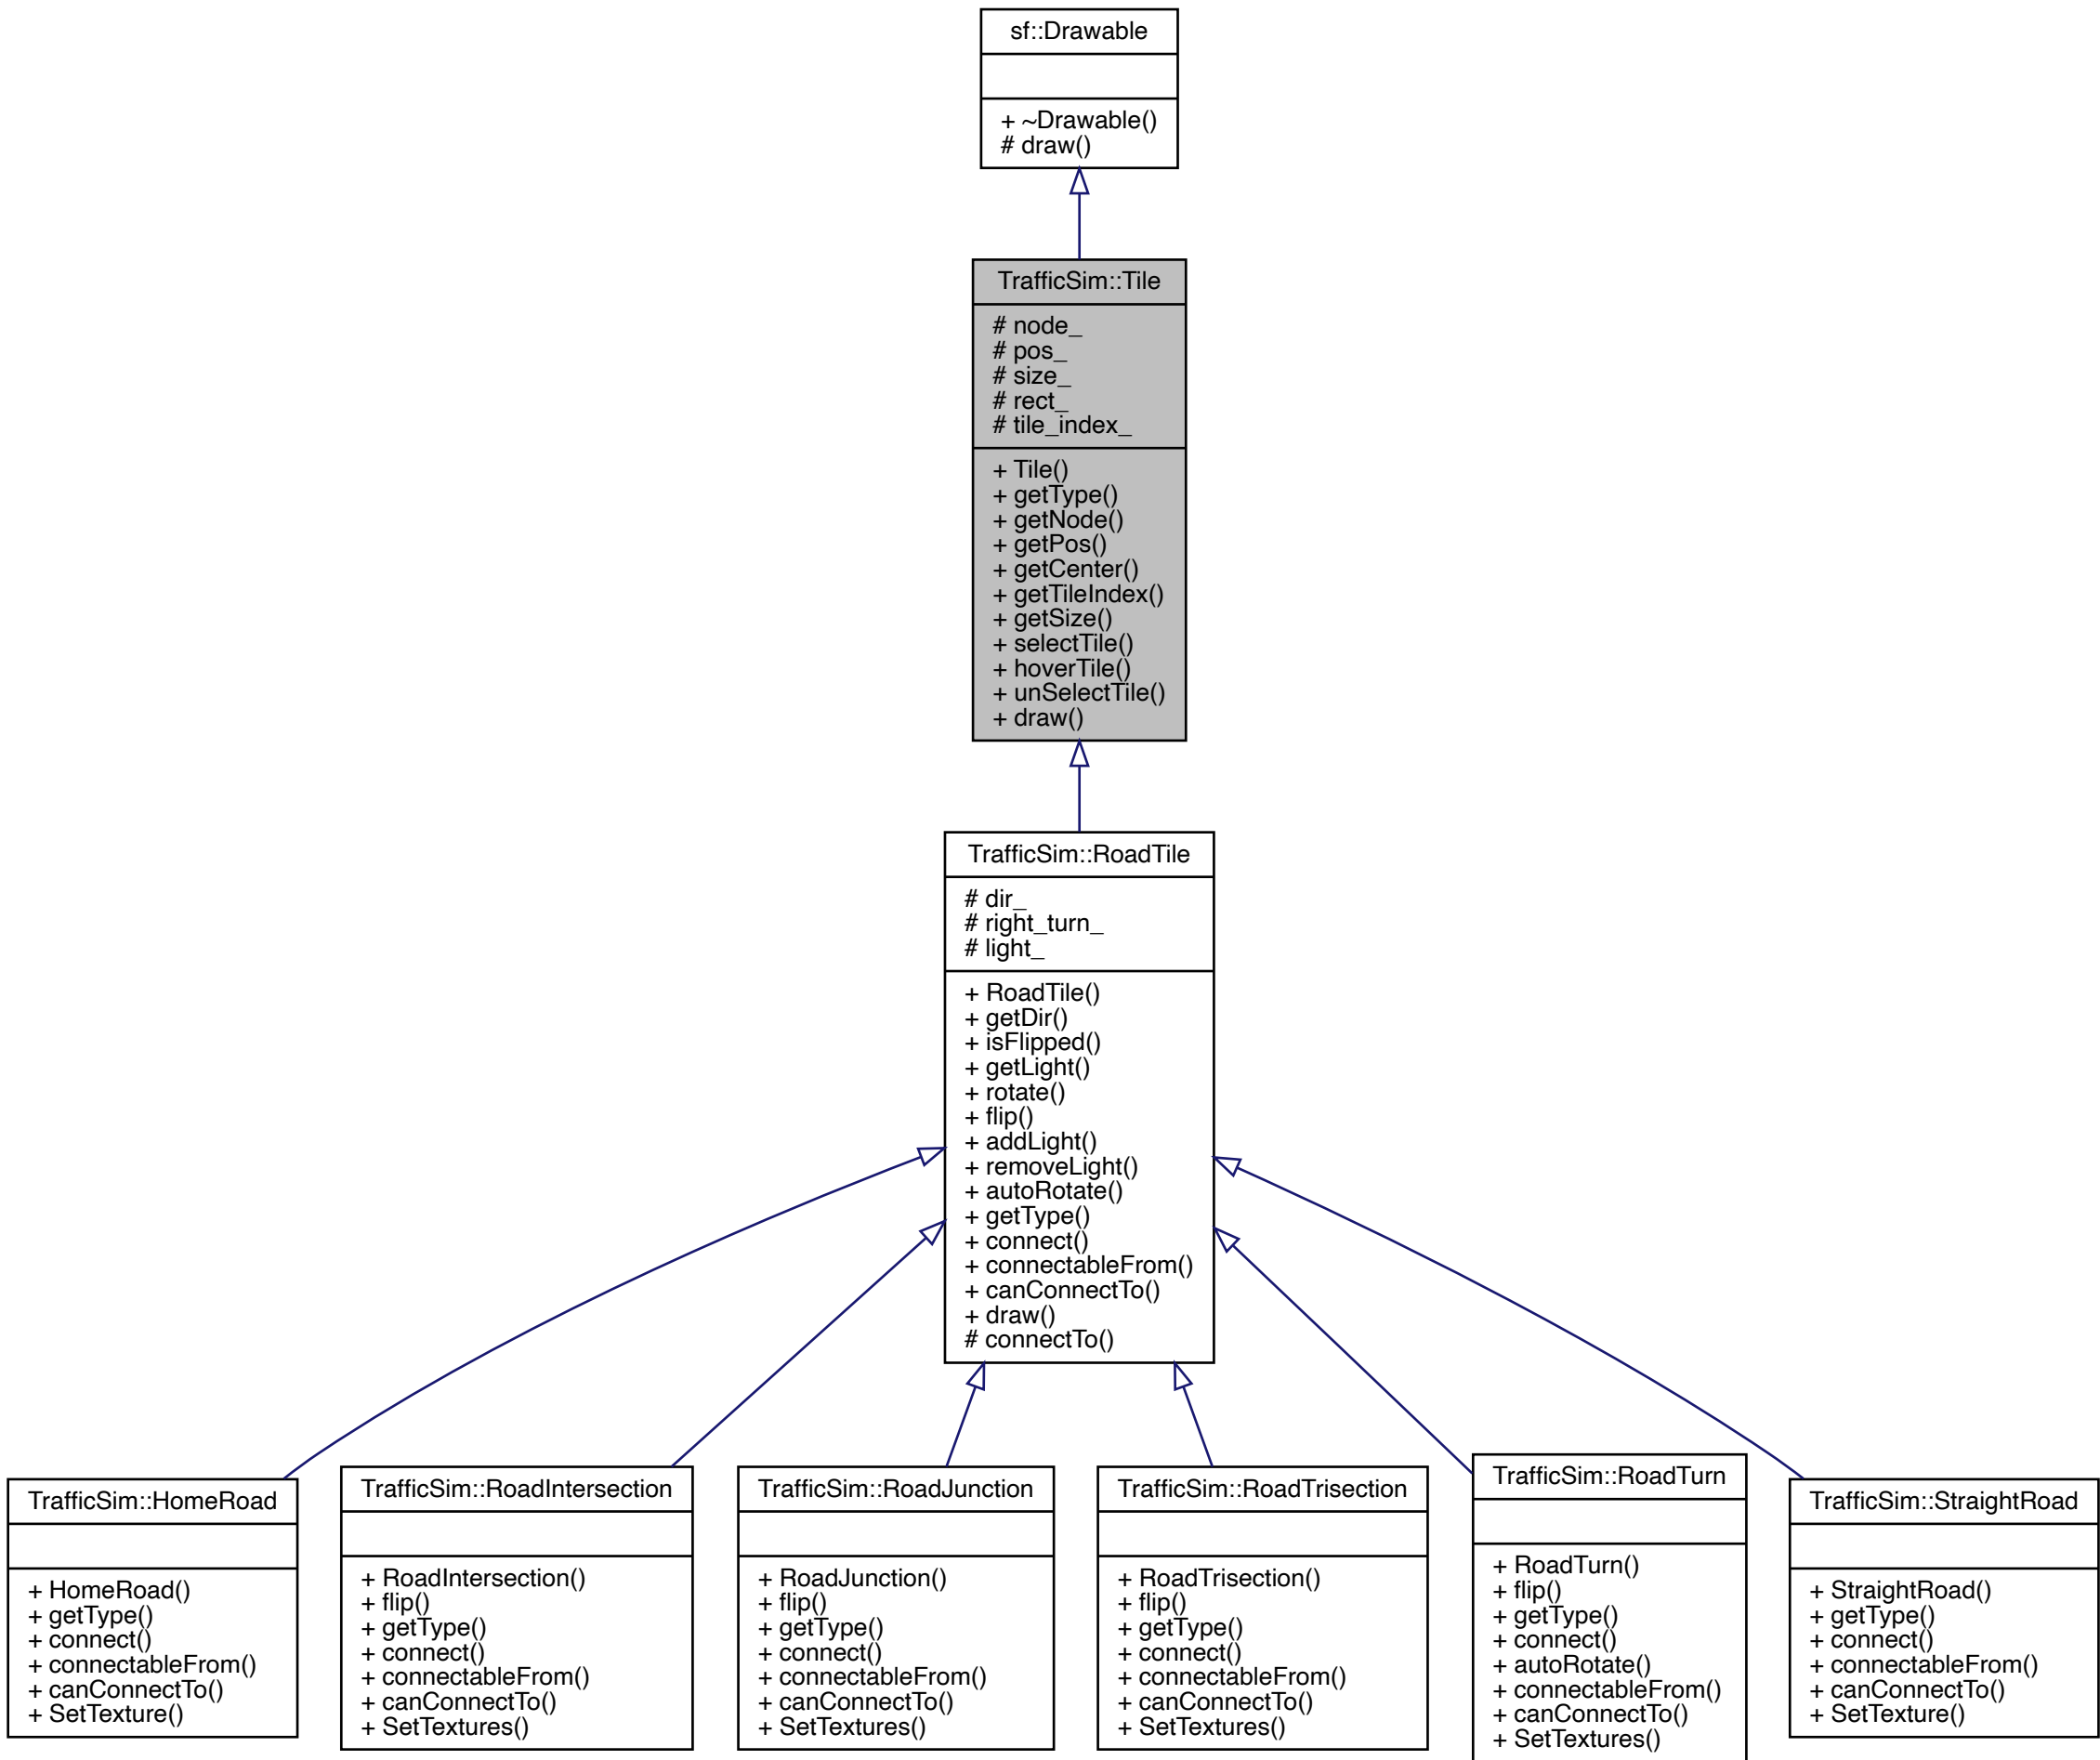 sf::Drawable
+ ~Drawable()
# draw()
TrafficSim::Tile
# node_
# pos_
# size_
# rect_
# tile_index_
+ Tile()
+ getType()
+ getNode()
+ getPos()
+ getCenter()
+ getTileIndex()
+ getSize()
+ selectTile()
+ hoverTile()
+ unSelectTile()
+ draw()
TrafficSim::RoadTile
# dir_
# right_turn_
# light_
+ RoadTile()
+ getDir()
+ isFlipped()
+ getLight()
+ rotate()
+ flip()
+ addLight()
+ removeLight()
+ autoRotate()
+ getType()
+ connect()
+ connectableFrom()
+ canConnectTo()
+ draw()
# connectTo()
TrafficSim::HomeRoad
+ HomeRoad()
+ getType()
+ connect()
+ connectableFrom()
+ canConnectTo()
+ SetTexture()
TrafficSim::RoadIntersection
+ RoadIntersection()
+ flip()
+ getType()
+ connect()
+ connectableFrom()
+ canConnectTo()
+ SetTextures()
TrafficSim::RoadJunction
+ RoadJunction()
+ flip()
+ getType()
+ connect()
+ connectableFrom()
+ canConnectTo()
+ SetTextures()
TrafficSim::RoadTrisection
+ RoadTrisection()
+ flip()
+ getType()
+ connect()
+ connectableFrom()
+ canConnectTo()
+ SetTextures()
TrafficSim::RoadTurn
+ RoadTurn()
+ flip()
+ getType()
+ connect()
+ autoRotate()
+ connectableFrom()
+ canConnectTo()
+ SetTextures()
TrafficSim::StraightRoad
+ StraightRoad()
+ getType()
+ connect()
+ connectableFrom()
+ canConnectTo()
+ SetTexture()